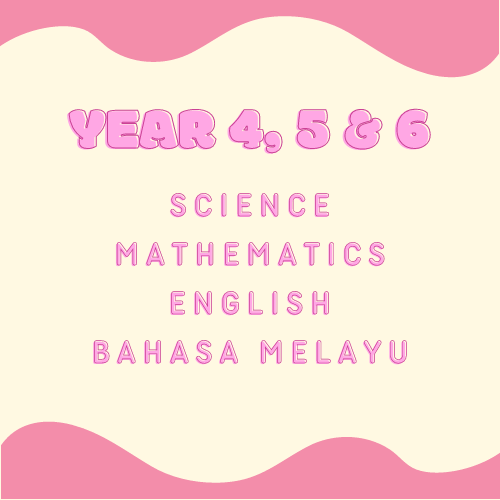 YEAR 4, 5 & 6
SCIENCE
MATHEMATICS
ENGLISH
BAHASA MELAYU